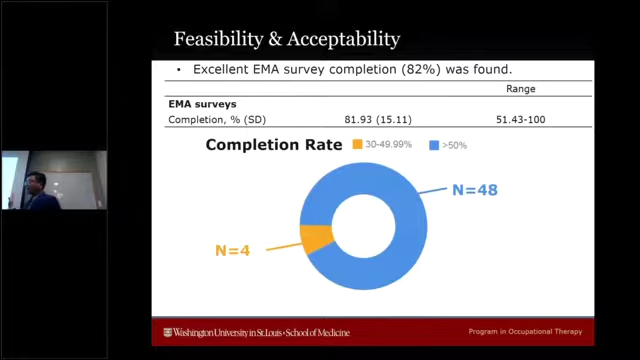 Feasibility & Acceptability
• Excellent EMA survey completion (82%) was found.
Range
EMA surveys
Completion, % (SD) 81.93 (15.11) 51.43-100
Completion Rate 30-49.99% >50%
N=48
N=4
Washington University in St. Louis • School of Medicine
Program in Occupational Therapy